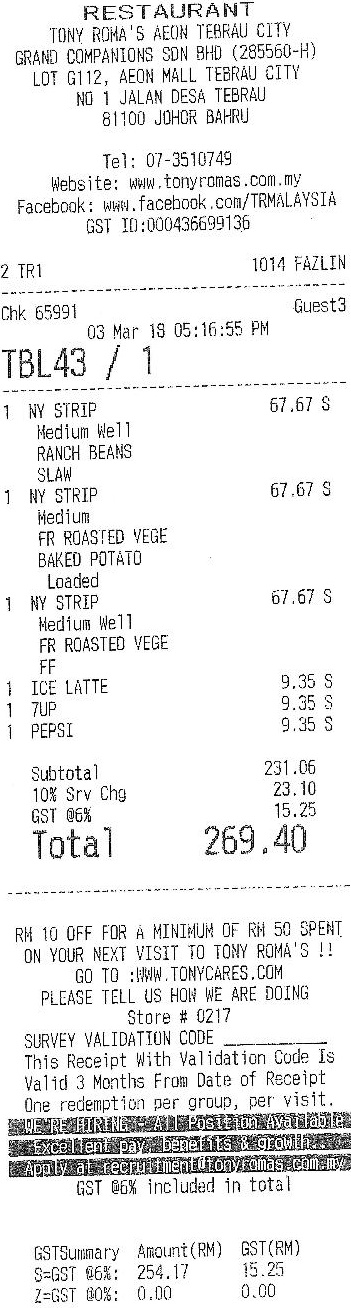 RESTAURANT
TONY ROMA'S AEON TEBRAU CITY
GRAND COMPANIONS SDN BHD (285560-H)
LOT G112, AEON MALL TEBRAU CITY
NO 1 JALAN DESA TEBRAU
81100 JOHOR BAHRU
Tel: 07-3510749
Website: www.tonyromas.com.my
Facebook: www.facebook.com/TRMALAYSIA
GST ID:000436699136
2 TR1 1014 FAZLIN
Chk 65991 Guest3
03 Mar 18 05:16:55 PM
TBL43 / 1
1 NY STRIP 67.67 S
Medium Well
RANCH BEANS
SLAW
1 NY STRIP 67.67 S
Medium
FR ROASTED VEGE
BAKED POTATO
Loaded
1 NY STRIP 67.67 S
Medium Well
FR ROASTED VEGE
FF
1 ICE LATTE 9.35 S
1 7UP 9.35 S
1 PEPSI 9.35 S
Subtotal 231.06
10% Srv Chg 23.10
GST @6% 15.25
Total 269.40
RM 10 OFF FOR A MINIMUM OF RM 50 SPENT
ON YOUR NEXT VISIT TO TONY ROMA'S !!
GO TO :WWW.TONYCARES.COM
PLEASE TELL US HOW WE ARE DOING
Store # 0217
SURVEY VALIDATION CODE ___________
This Receipt With Validation Code Is
Valid 3 Months From Date of Receipt
One redemption per group, per visit.
WE'RE HIRING - All Position Available
Excellent pay, benefits & growth.
Apply at recruitment@tonyromas.com.my
GST @6% included in total
GSTSummary Amount(RM) GST(RM)
S=GST @6%: 254.17 15.25
Z=GST @0%: 0.00 0.00